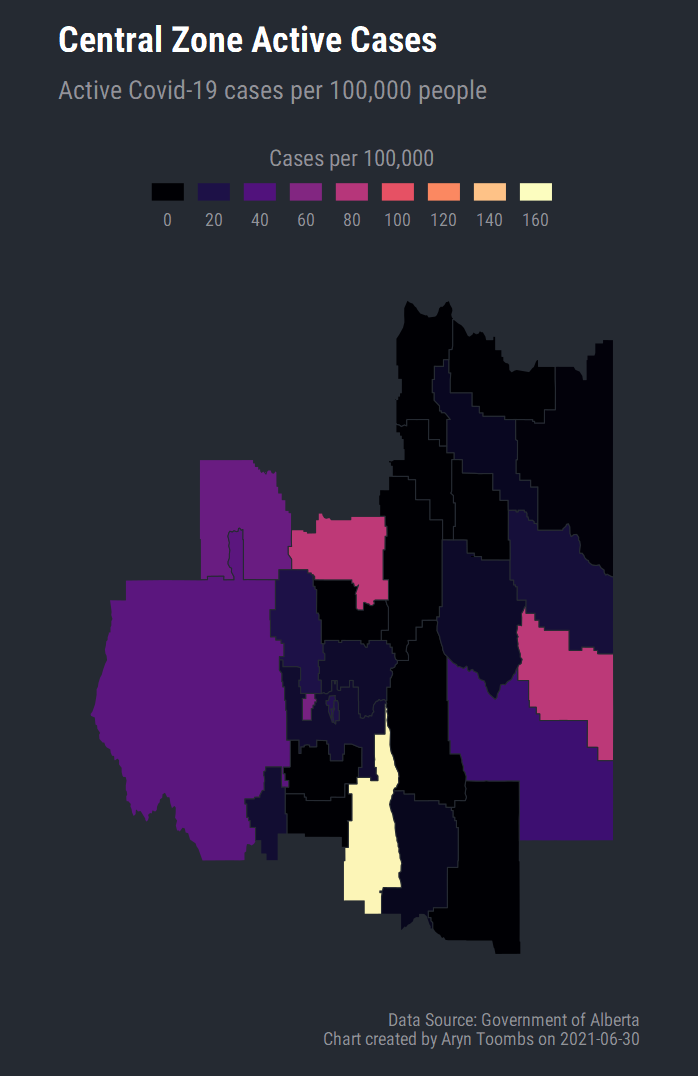 Central Zone Active Cases
Active Covid-19 cases per 100,000 people
Cases per 100,000
0 20 40 60 80 100 120 140 160
Data Source: Government of Alberta
Chart created by Aryn Toombs on 2021-06-30